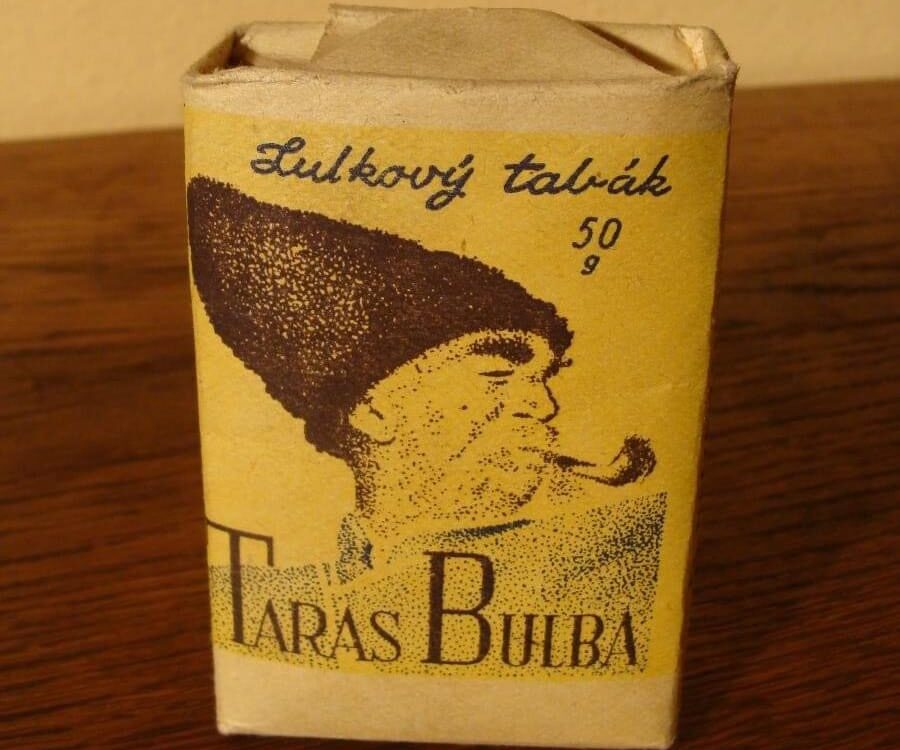 Lulkový tabák
50
g
TARAS BULBA